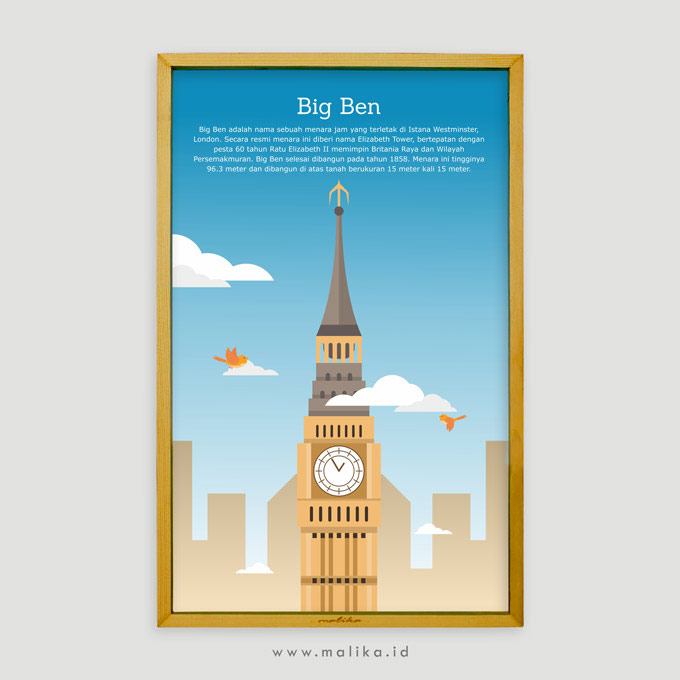 Big Ben
Big Ben adalah nama sebuah menara jam yang terletak di Istana Westminster,
London. Secara resmi menara ini diberi nama Elizabeth Tower, bertepatan dengan
pesta 60 tahun Ratu Elizabeth II memimpin Britania Raya dan Wilayah
Persemakmuran. Big Ben selesai dibangun pada tahun 1858. Menara ini tingginya
96.3 meter dan dibangun di atas tanah berukuran 15 meter kali 15 meter.
malika
www.malika.id